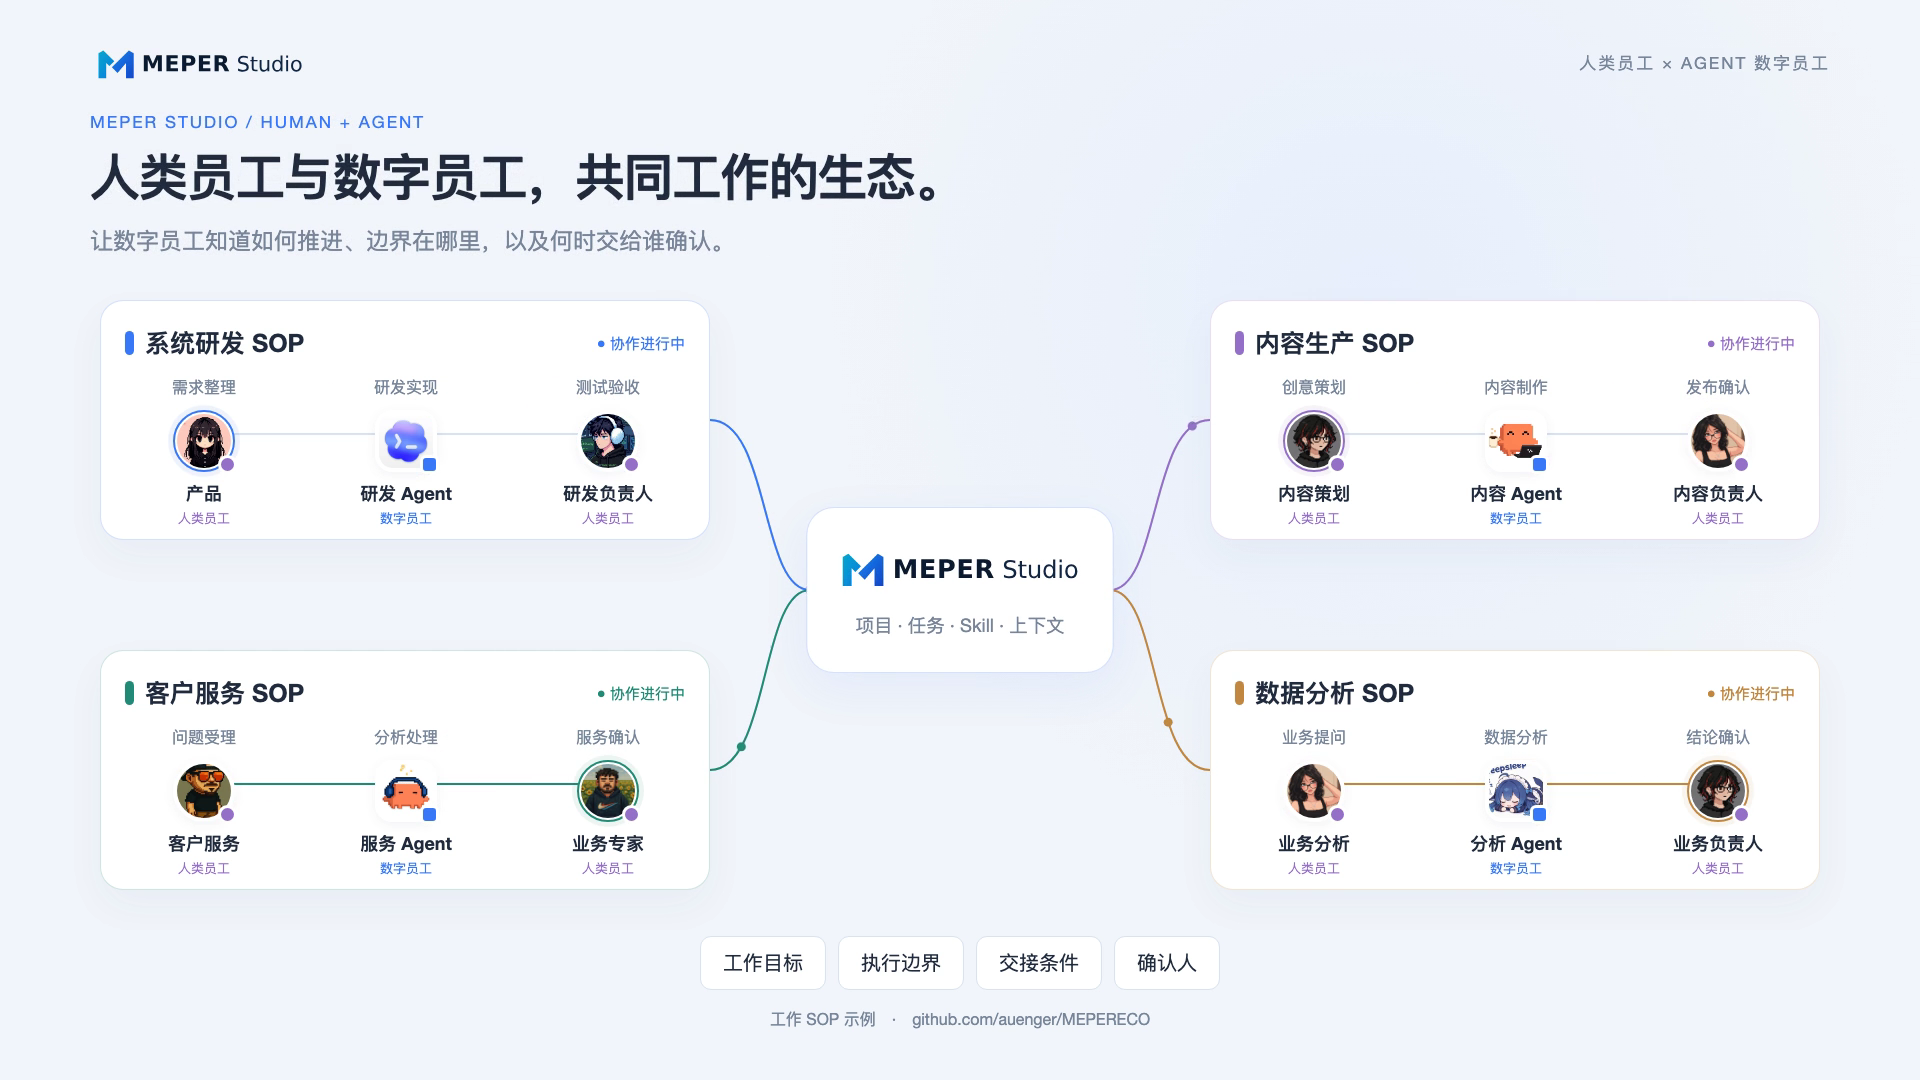 MEPER Studio
人类员工 × AGENT 数字员工
MEPER STUDIO / HUMAN + AGENT
人类员工与数字员工，共同工作的生态。
让数字员工知道如何推进、边界在哪里，以及何时交给谁确认。
系统研发 SOP
协作进行中
需求整理
研发实现
测试验收
产品
研发 Agent
研发负责人
人类员工
数字员工
人类员工
内容生产 SOP
协作进行中
创意策划
内容制作
发布确认
内容策划
内容 Agent
内容负责人
人类员工
数字员工
人类员工
MEPER Studio
项目 · 任务 · Skill · 上下文
客户服务 SOP
协作进行中
问题受理
分析处理
服务确认
客户服务
服务 Agent
业务专家
人类员工
数字员工
人类员工
数据分析 SOP
协作进行中
业务提问
数据分析
结论确认
业务分析
分析 Agent
业务负责人
人类员工
数字员工
人类员工
工作目标
执行边界
交接条件
确认人
工作 SOP 示例 · github.com/auenger/MEPERECO